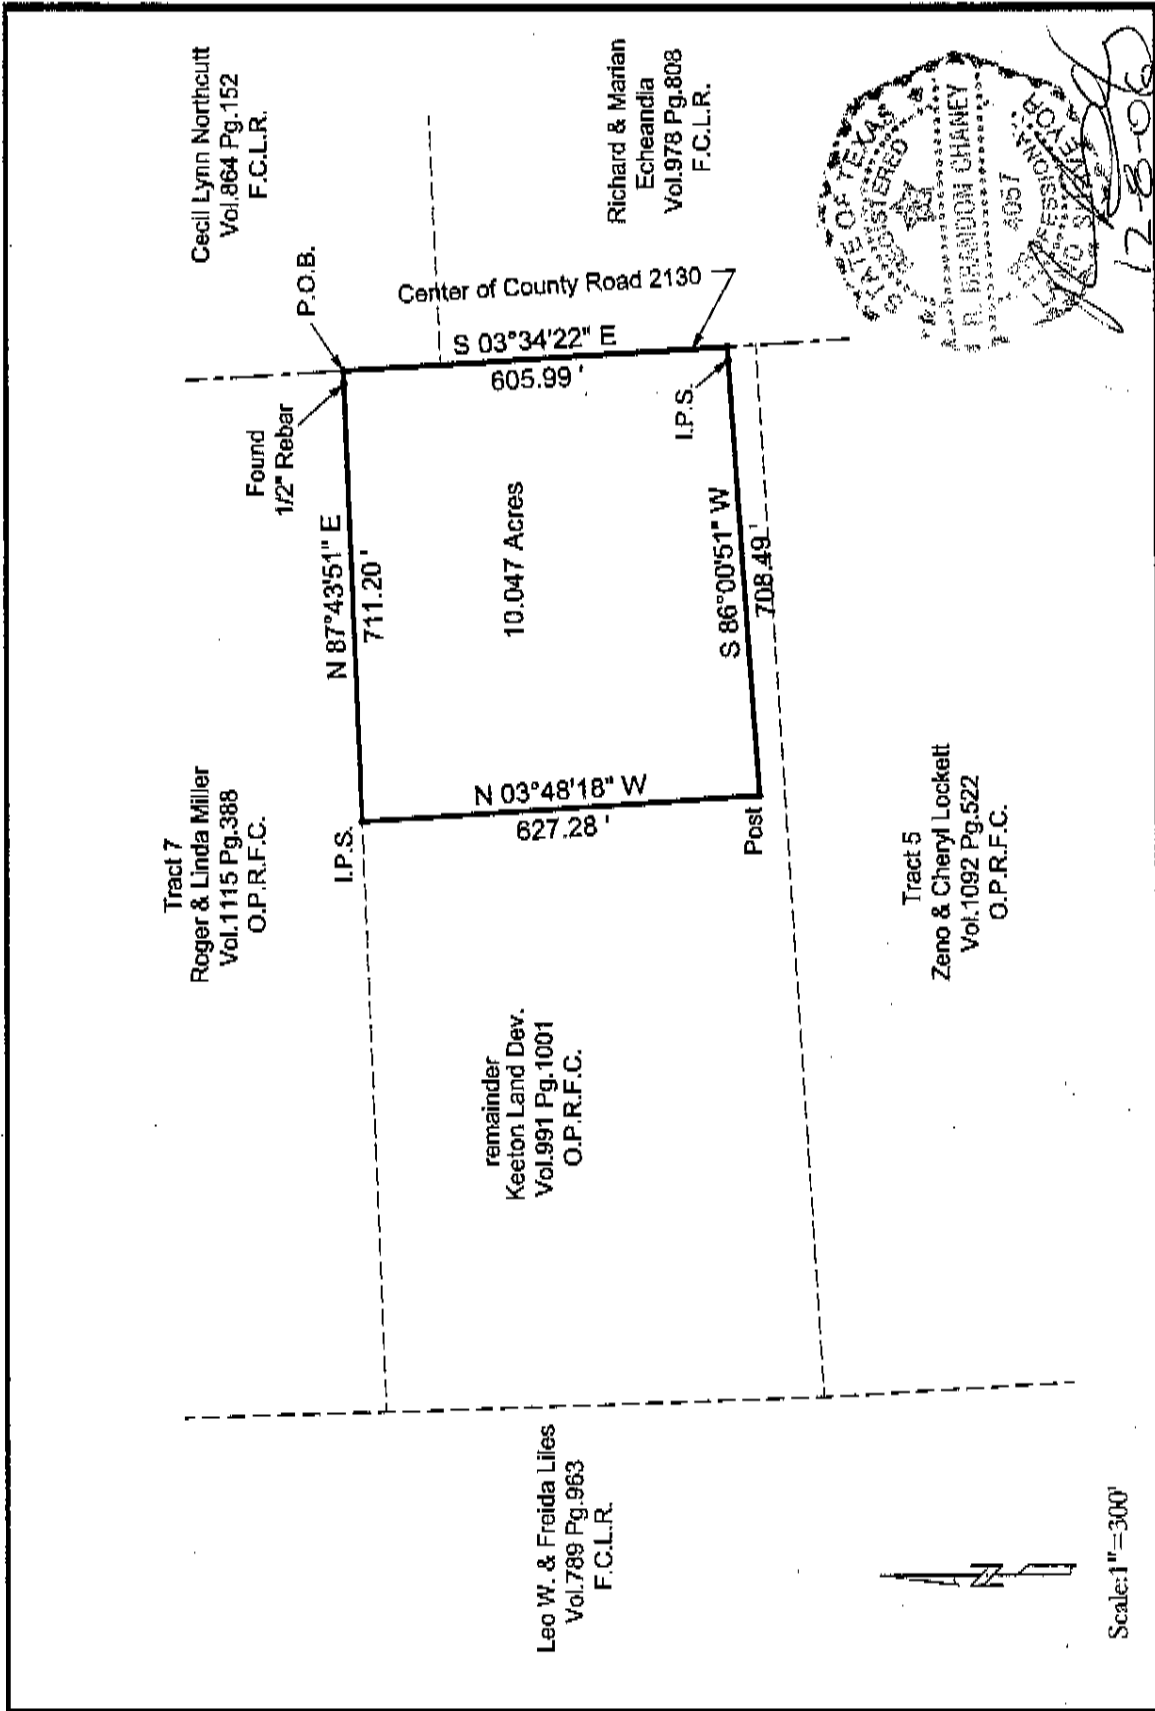 Cecil Lynn Northcutt
Vol.864 Pg.152
F.C.L.R.
Tract 7
Roger & Linda Miller
Vol.1115 Pg.388
O.P.R.F.C.
Found
1/2" Rebar
P.O.B.
I.P.S.
N 87°43'51" E
711.20 '
Center of County Road 2130
S 03°34'22" E
605.99 '
Richard & Marian
Echeandia
Vol.978 Pg.808
F.C.L.R.
10.047 Acres
N 03°48'18" W
627.28 '
remainder
Keeton Land Dev.
Vol.991 Pg.1001
O.P.R.F.C.
Leo W. & Freida Liles
Vol.789 Pg.963
F.C.L.R.
I.P.S.
S 86°00'51" W
708.49 '
Post
Tract 5
Zeno & Cheryl Lockett
Vol.1092 Pg.522
O.P.R.F.C.
N
Scale:1"=300'
STATE OF TEXAS
REGISTERED
R. BRANDON CHANEY
4057
PROFESSIONAL
LAND SURVEYOR
12-8-06